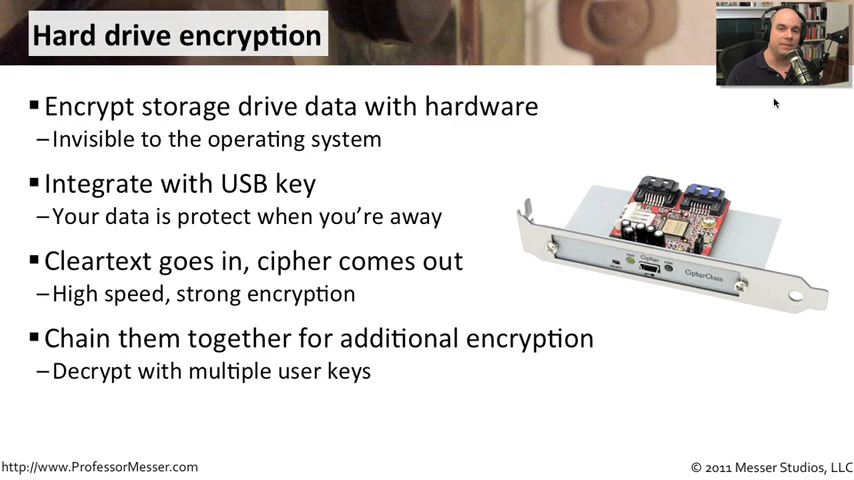 Hard drive encryption
▪Encrypt storage drive data with hardware
–Invisible to the operating system
▪Integrate with USB key
–Your data is protect when you’re away
▪Cleartext goes in, cipher comes out
–High speed, strong encryption
Cipher
CipherChain
▪Chain them together for additional encryption
–Decrypt with multiple user keys
http://www.ProfessorMesser.com
© 2011 Messer Studios, LLC